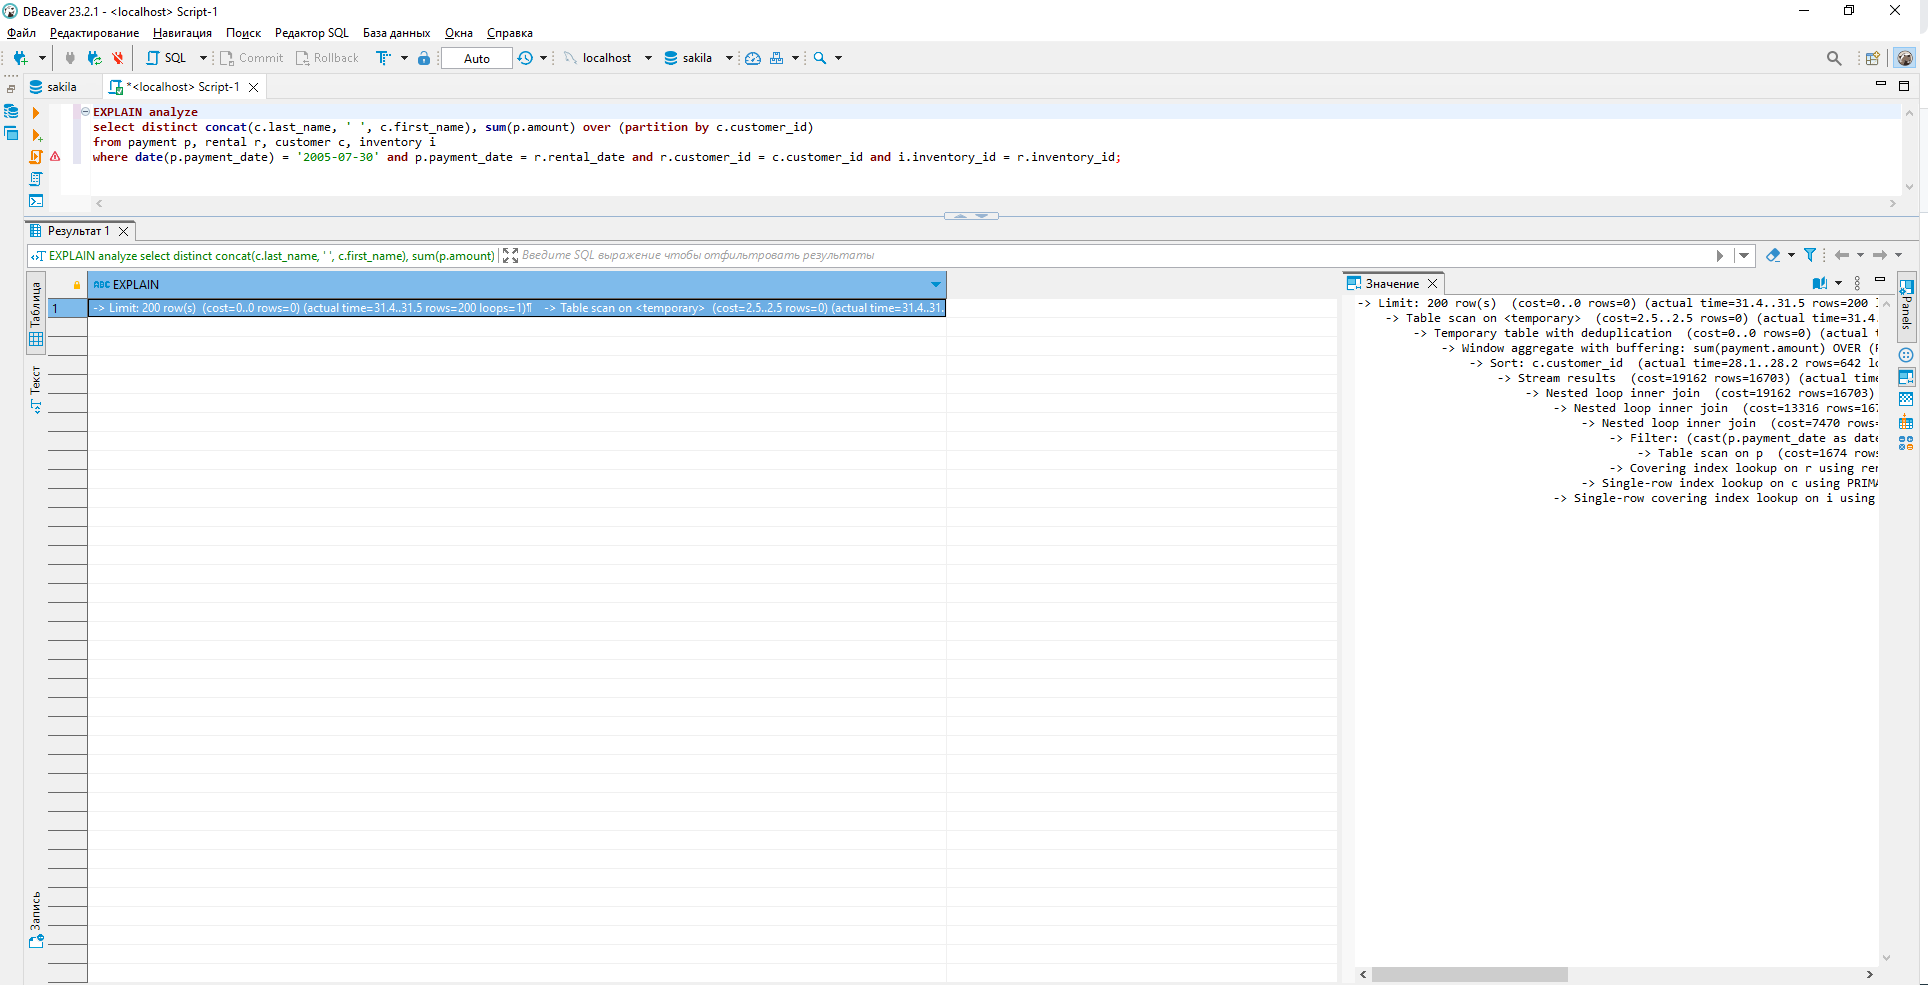 DBeaver 23.2.1 - <localhost> Script-1
Файл Редактирование Навигация Поиск Редактор SQL База данных Окна Справка
SQL Commit Rollback Auto localhost sakila
sakila *<localhost> Script-1
EXPLAIN analyze
select distinct concat(c.last_name, ' ', c.first_name), sum(p.amount) over (partition by c.customer_id)
from payment p, rental r, customer c, inventory i
where date(p.payment_date) = '2005-07-30' and p.payment_date = r.rental_date and r.customer_id = c.customer_id and i.inventory_id = r.inventory_id;
Результат 1
EXPLAIN analyze select distinct concat(c.last_name, ' ', c.first_name), sum(p.amount) Введите SQL выражение чтобы отфильтровать результаты
Таблица
Текст
Запись
ABC EXPLAIN
1 -> Limit: 200 row(s) (cost=0..0 rows=0) (actual time=31.4..31.5 rows=200 loops=1)¶ -> Table scan on <temporary> (cost=2.5..2.5 rows=0) (actual time=31.4..31.
Значение
-> Limit: 200 row(s) (cost=0..0 rows=0) (actual time=31.4..31.5 rows=200
-> Table scan on <temporary> (cost=2.5..2.5 rows=0) (actual time=31.4.
-> Temporary table with deduplication (cost=0..0 rows=0) (actual
-> Window aggregate with buffering: sum(payment.amount) OVER
-> Sort: c.customer_id (actual time=28.1..28.2 rows=642
-> Stream results (cost=19162 rows=16703) (actual time
-> Nested loop inner join (cost=19162 rows=16703)
-> Nested loop inner join (cost=13316 rows=167
-> Nested loop inner join (cost=7470 rows=
-> Filter: (cast(p.payment_date as date
-> Table scan on p (cost=1674 rows
-> Covering index lookup on r using ren
-> Single-row index lookup on c using PRIMA
-> Single-row covering index lookup on i using
Panels